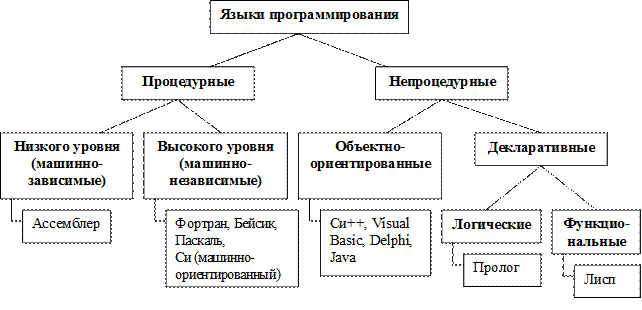 Языки программирования
Процедурные
Непроцедурные
Низкого уровня
(машинно-
зависимые)
Высокого уровня
(машинно-
независимые)
Объектно-
ориентированные
Декларативные
Ассемблер
Фортран, Бейсик,
Паскаль,
Си (машинно-
ориентированный)
Си++, Visual
Basic, Delphi,
Java
Логические
Функцио-
нальные
Пролог
Лисп